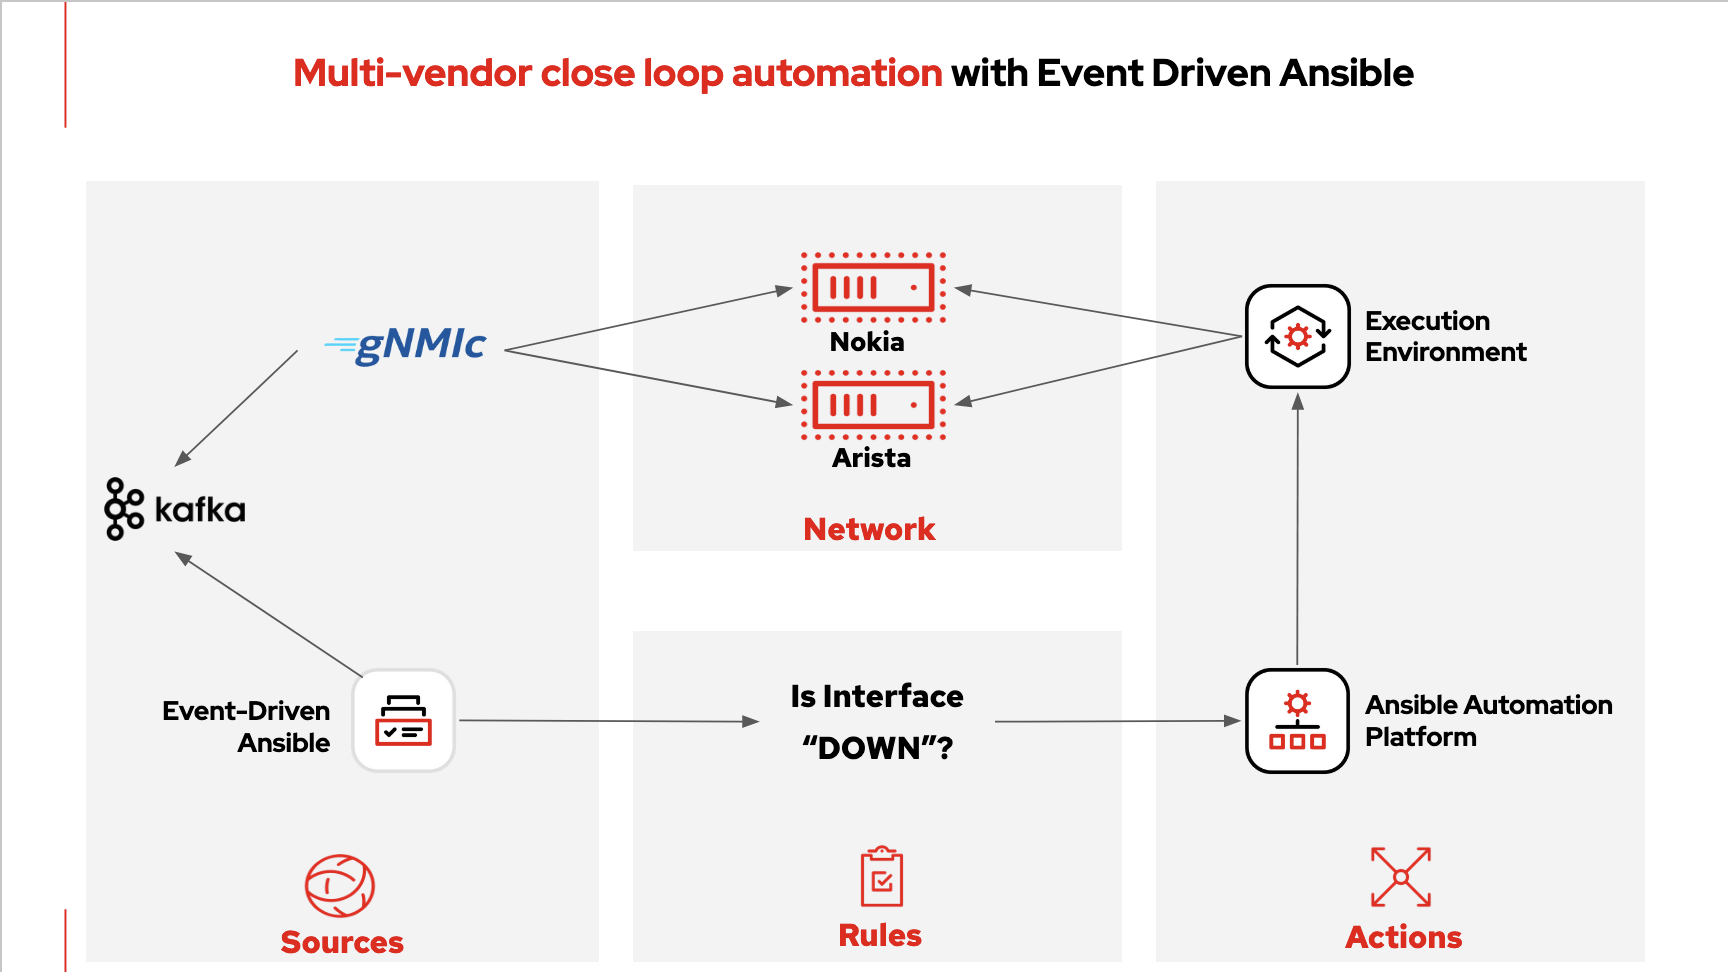 Multi-vendor close loop automation with Event Driven Ansible
gNMIc
kafka
Event-Driven
Ansible
Sources
Nokia
Arista
Network
Is Interface
“DOWN”?
Rules
Execution
Environment
Ansible Automation
Platform
Actions